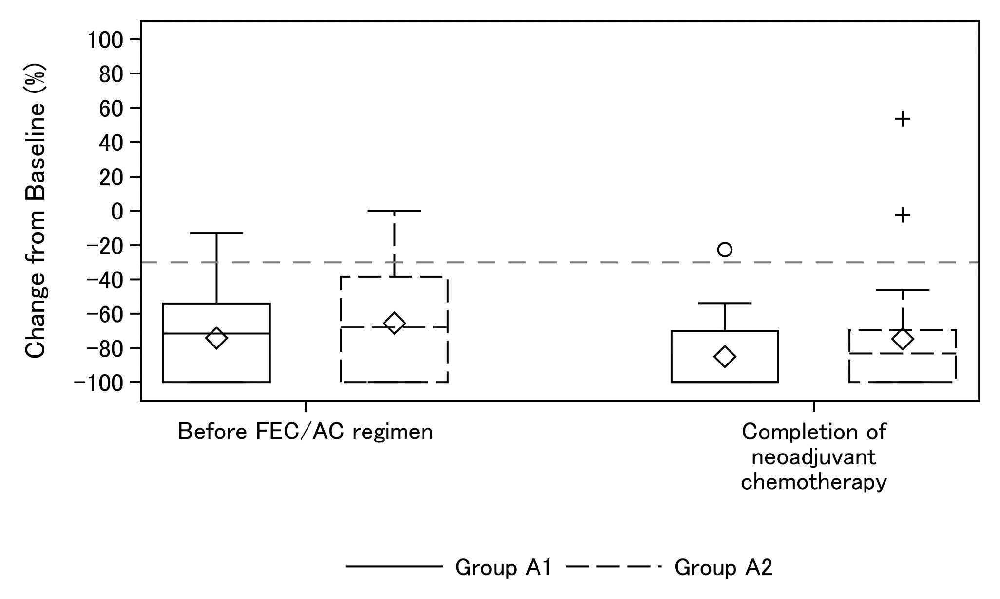 Change from Baseline (%)
100
80
60
40
20
0
−20
−40
−60
−80
−100
Before FEC/AC regimen
Completion of
neoadjuvant
chemotherapy
Group A1
Group A2